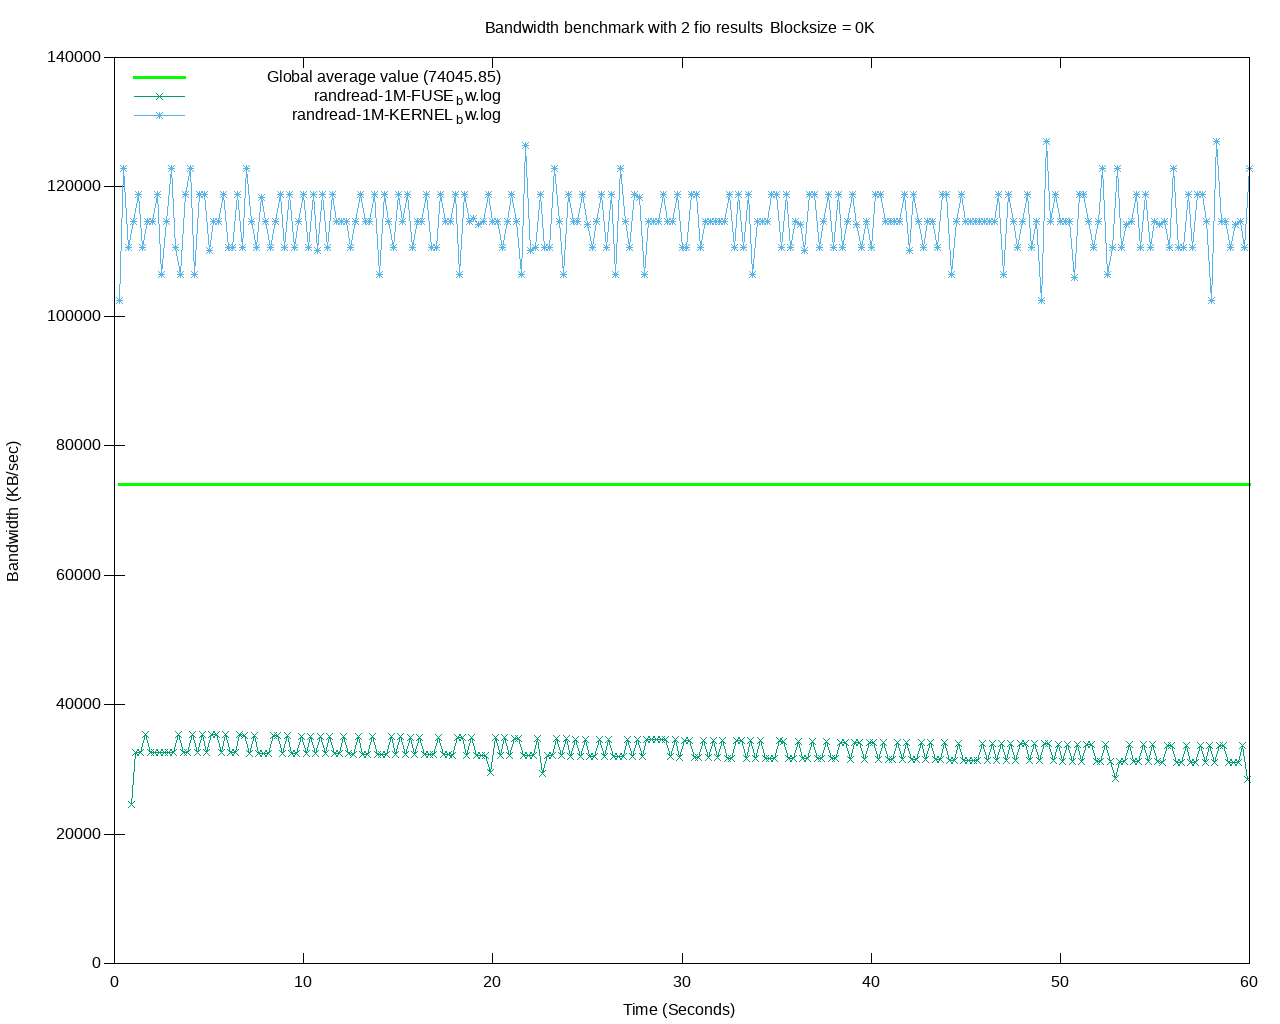 Bandwidth benchmark with 2 fio results Blocksize = 0K
140000
Global average value (74045.85)
randread-1M-FUSE_bw.log
randread-1M-KERNEL_bw.log
120000
100000
80000
60000
40000
20000
0
Bandwidth (KB/sec)
0 10 20 30 40 50 60
Time (Seconds)